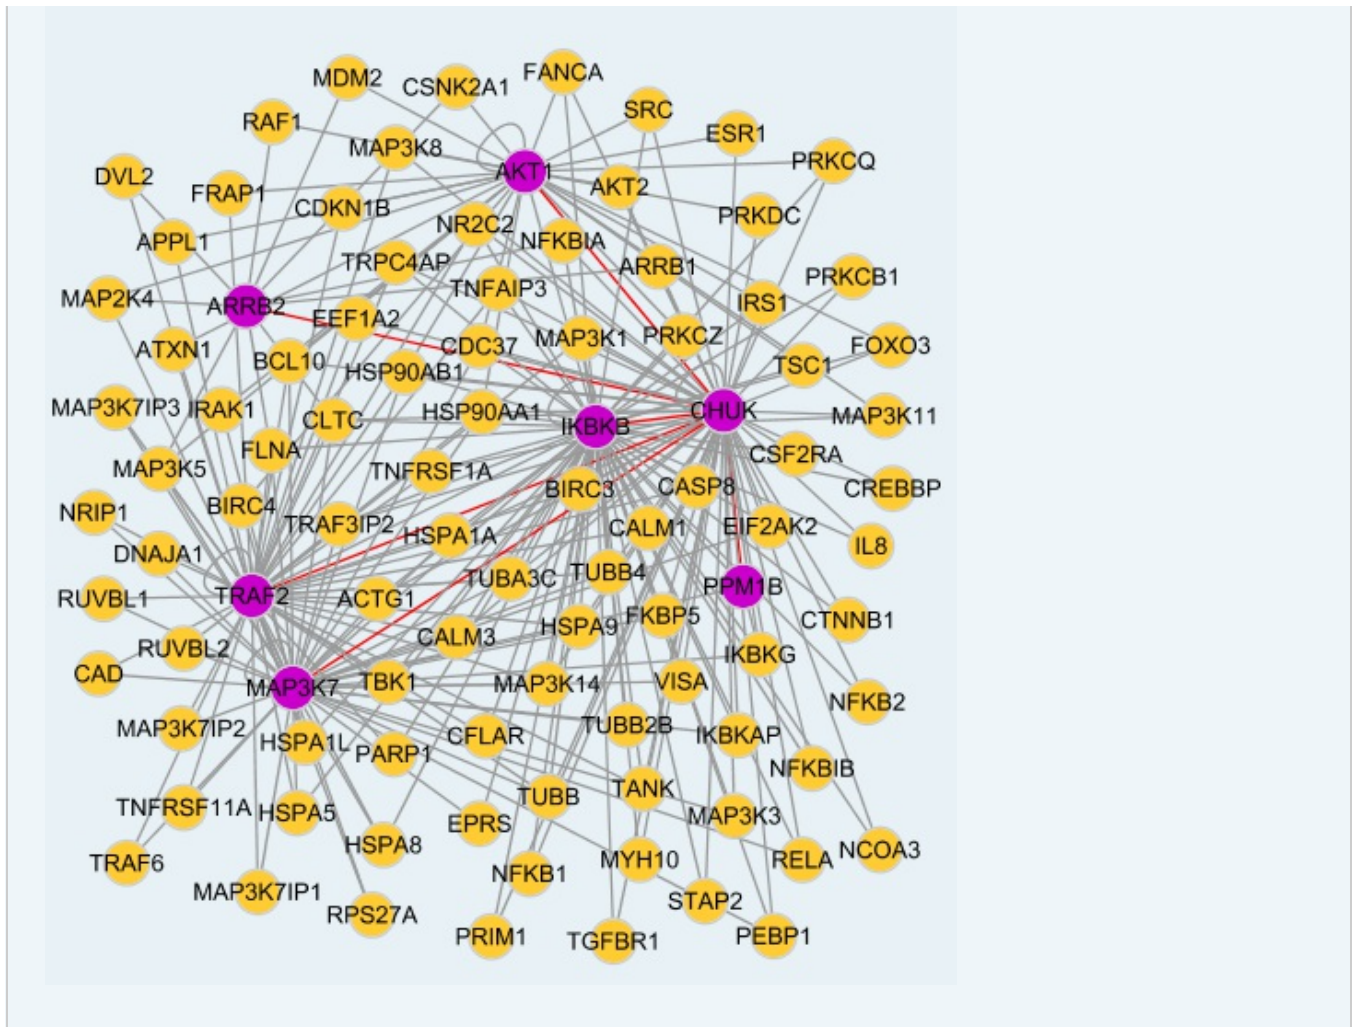 FANCA
MDM2
CSNK2A1
SRC
RAF1
ESR1
MAP3K8
PRKCQ
AKT1
DVL2
AKT2
FRAP1
CDKN1B
PRKDC
NR2C2
APPL1
NFKBIA
TRPC4AP
ARRB1
PRKCB1
TNFAIP3
MAP2K4
ARRB2
IRS1
EEF1A2
PRKCZ
MAP3K1
CDC37
FOXO3
ATXN1
BCL10
TSC1
HSP90AB1
MAP3K7IP3
IRAK1
HSP90AA1
CHUK
MAP3K11
CLTC
IKBKB
FLNA
CSF2RA
MAP3K5
TNFRSF1A
BIRC3
CASP8
CREBBP
BIRC4
NRIP1
TRAF3IP2
HSPA1A
CALM1
EIF2AK2
IL8
DNAJA1
TUBA3C
TUBB4
PPM1B
RUVBL1
TRAF2
ACTG1
FKBP5
CTNNB1
HSPA9
CALM3
RUVBL2
IKBKG
CAD
MAP3K7
TBK1
MAP3K14
VISA
NFKB2
MAP3K7IP2
TUBB2B
HSPA1L
CFLAR
IKBKAP
PARP1
NFKBIB
TANK
TUBB
TNFRSF11A
HSPA5
MAP3K3
EPRS
HSPA8
NCOA3
MYH10
RELA
TRAF6
NFKB1
MAP3K7IP1
STAP2
RPS27A
PRIM1
PEBP1
TGFBR1